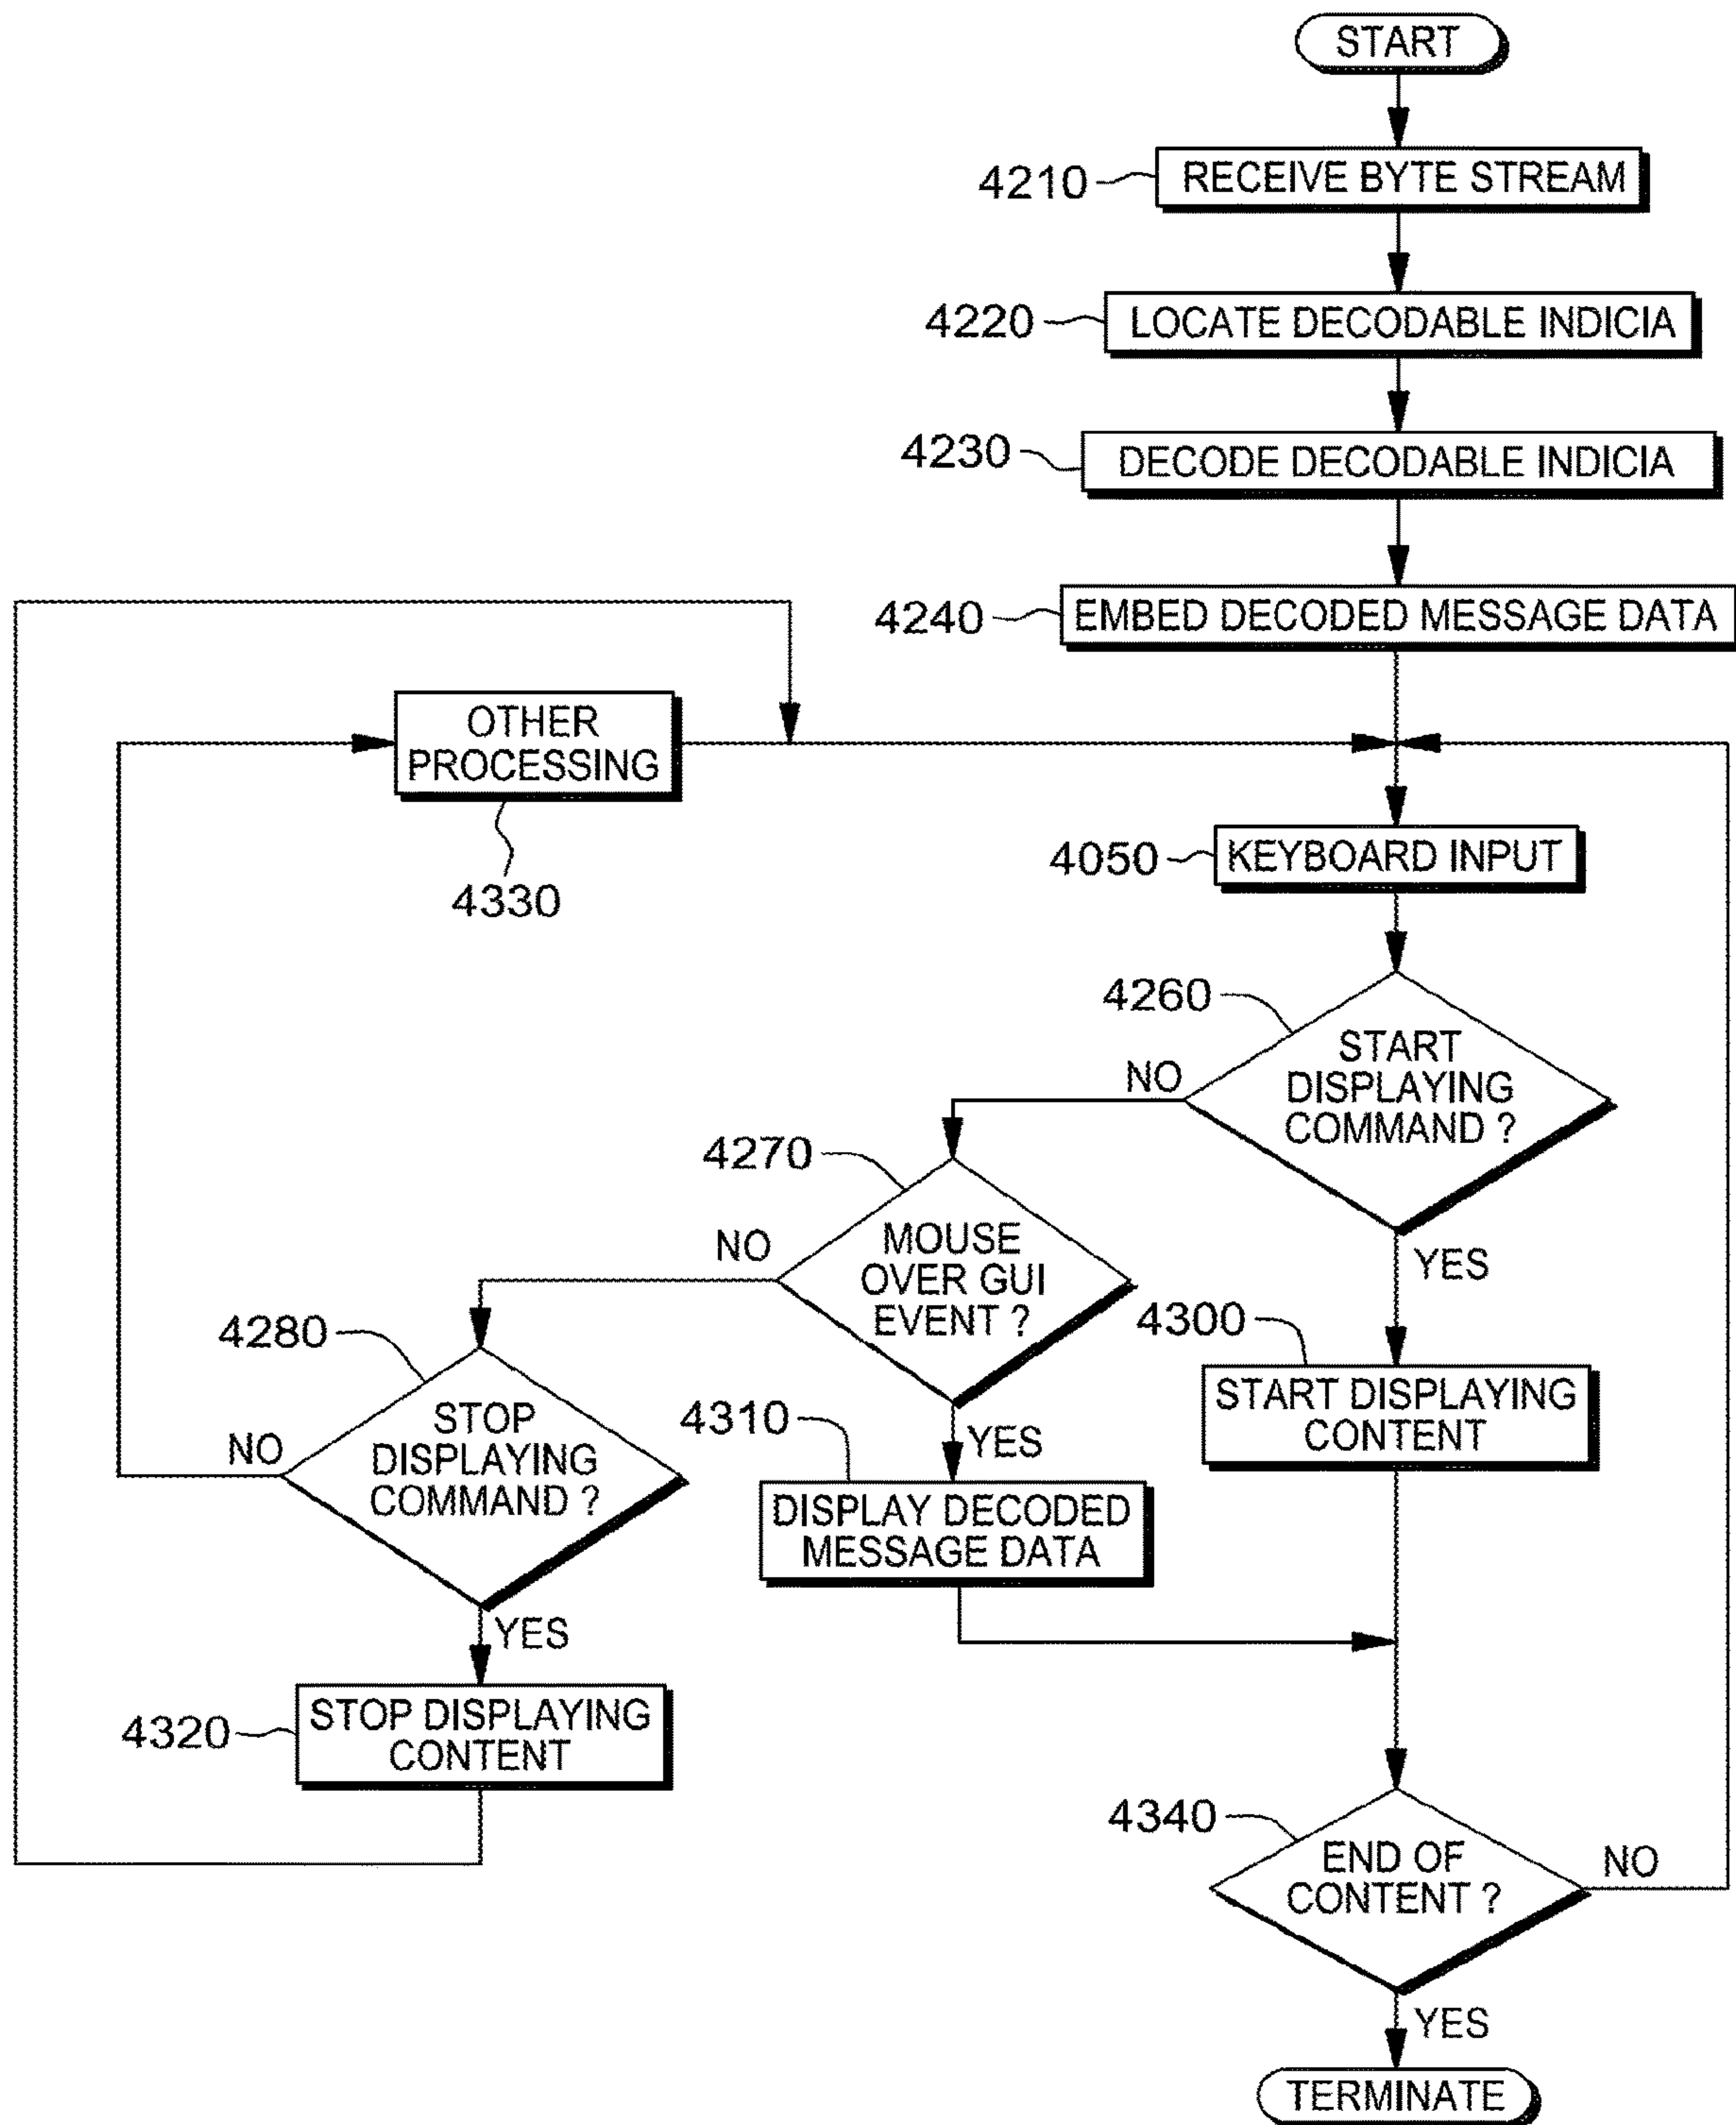 START
4210
RECEIVE BYTE STREAM
4220
LOCATE DECODABLE INDICIA
4230
DECODE DECODABLE INDICIA
4240
EMBED DECODED MESSAGE DATA
OTHER
PROCESSING
4330
4050
KEYBOARD INPUT
4260
START
DISPLAYING
COMMAND ?
NO
YES
4270
MOUSE
OVER GUI
EVENT ?
NO
YES
4280
STOP
DISPLAYING
COMMAND ?
NO
YES
4300
START DISPLAYING
CONTENT
4310
DISPLAY DECODED
MESSAGE DATA
4320
STOP DISPLAYING
CONTENT
4340
END OF
CONTENT ?
NO
YES
TERMINATE